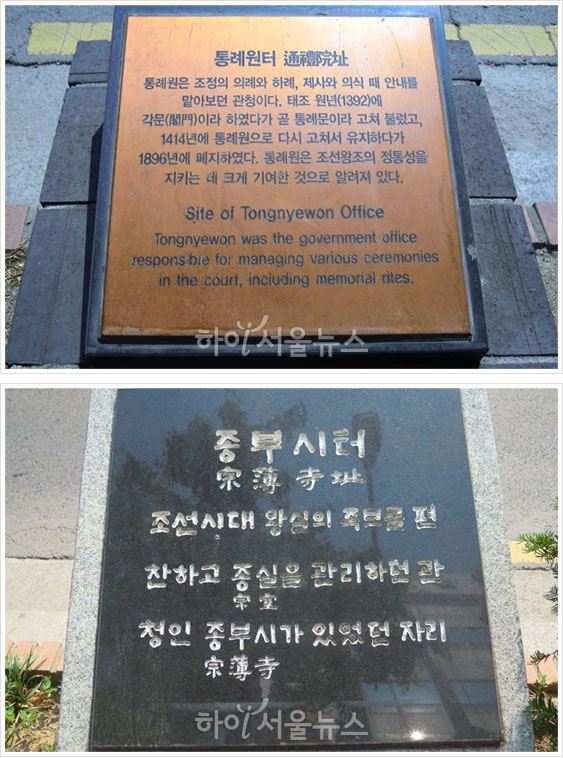 통례원터 通禮院址
통례원은 조정의 의례와 하례, 제사와 의식 때 안내를
맡아보던 관청이다. 태조 원년(1392)에
각문(閣門)이라 하였다가 곧 통례문이라 고쳐 불렀고,
1414년에 통례원으로 다시 고쳐서 유지하다가
1896년에 폐지하였다. 통례원은 조선왕조의 정통성을
지키는 데 크게 기여한 것으로 알려져 있다.
Site of Tongnyewon Office
Tongnyewon was the government office
responsible for managing various ceremonies
in the court, including memorial rites.
하이서울뉴스
종부시터
宗薄寺址
조선시대 왕실의 족보를 편
찬하고 종실을 관리하던 관
宗室
청인 종부시가 있었던 자리
宗薄寺
하이서울뉴스